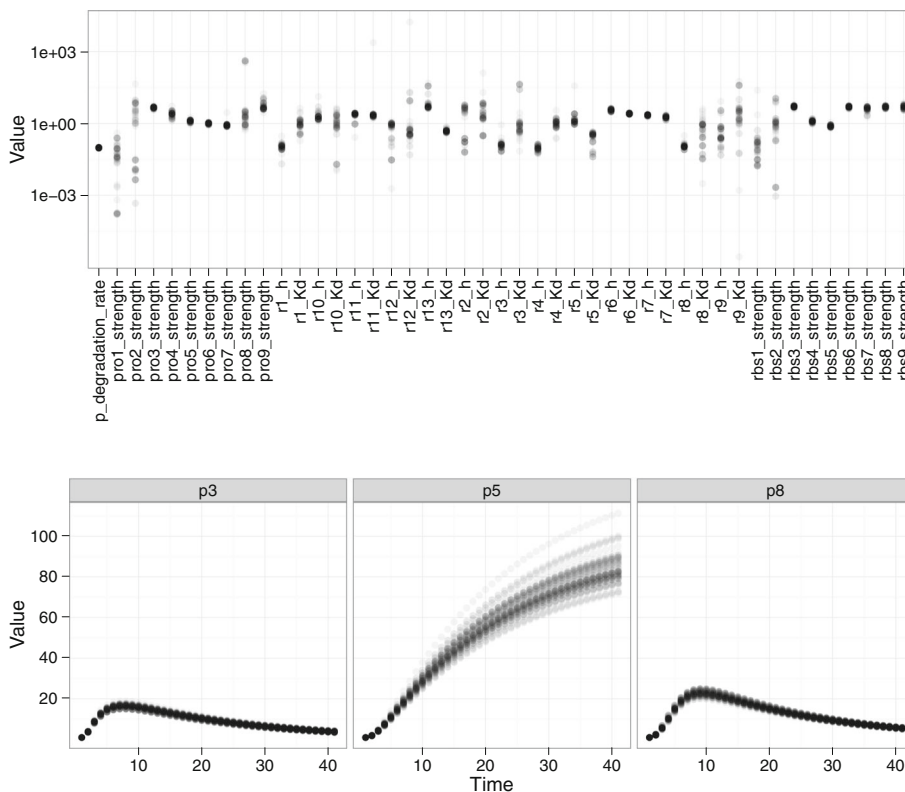 1e+03
1e+00
1e-03
Value
p_degradation_rate
pro1_strength
pro2_strength
pro3_strength
pro4_strength
pro5_strength
pro6_strength
pro7_strength
pro8_strength
pro9_strength
r1_h
r1_Kd
r10_h
r10_Kd
r11_h
r11_Kd
r12_h
r12_Kd
r13_h
r13_Kd
r2_h
r2_Kd
r3_h
r3_Kd
r4_h
r4_Kd
r5_h
r5_Kd
r6_h
r6_Kd
r7_h
r7_Kd
r8_h
r8_Kd
r9_h
r9_Kd
rbs1_strength
rbs2_strength
rbs3_strength
rbs4_strength
rbs5_strength
rbs6_strength
rbs7_strength
rbs8_strength
rbs9_strength
p3
p5
p8
100
80
60
40
20
Value
10 20 30 40
10 20 30 40
10 20 30 40
Time